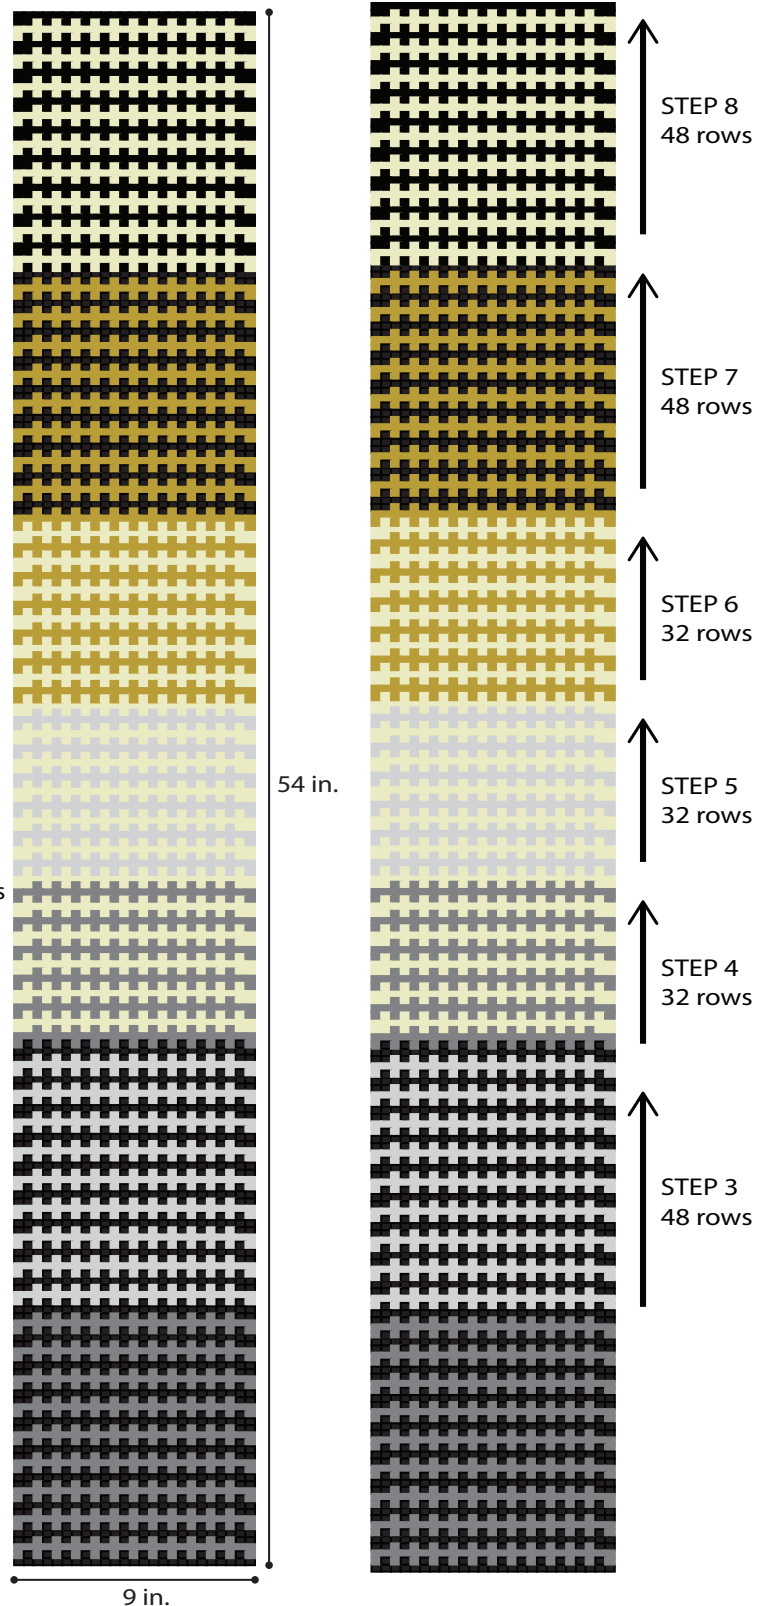 STEP 8
48 rows
STEP 7
48 rows
STEP 6
32 rows
54 in.
STEP 5
32 rows
s
STEP 4
32 rows
STEP 3
48 rows
9 in.